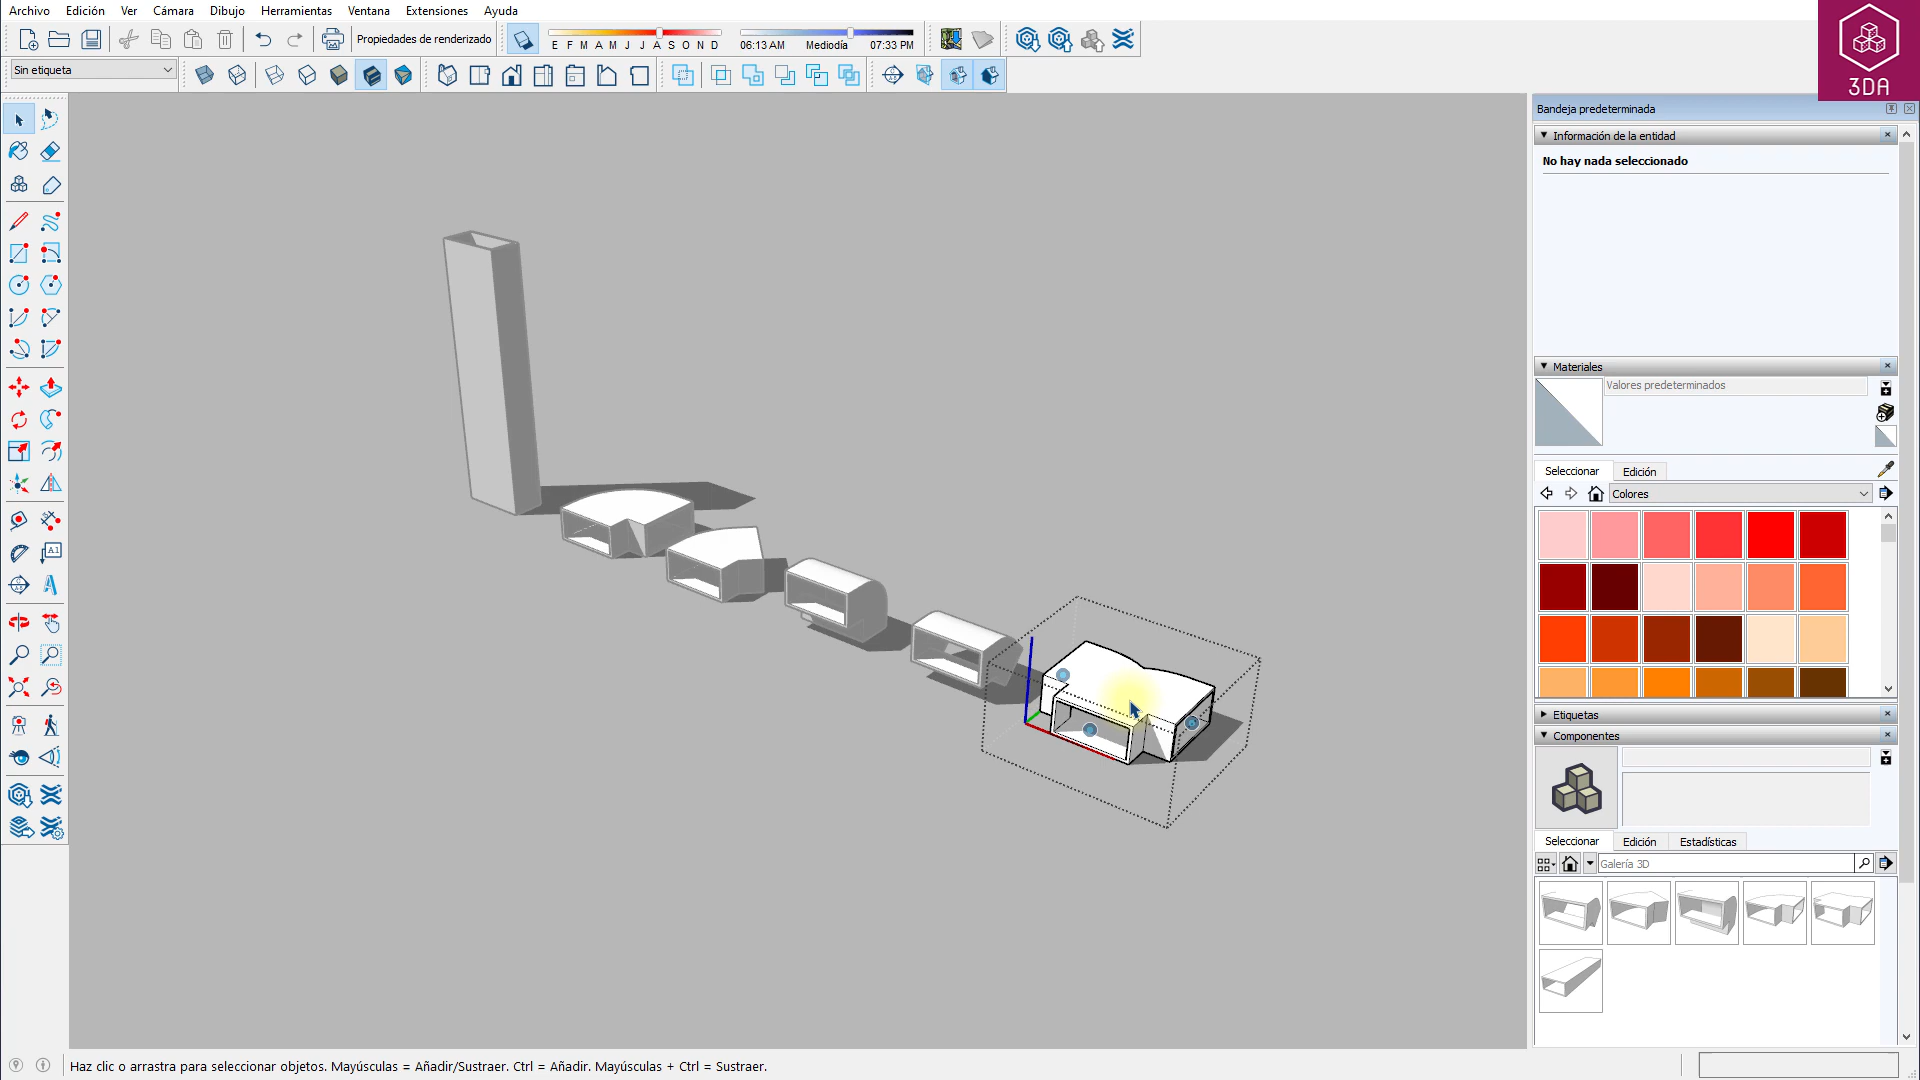 Archivo Edición Ver Cámara Dibujo Herramientas Ventana Extensiones Ayuda
Propiedades de renderizado
E F M A M J J A S O N D
06:13 AM Mediodía 07:33 PM
3DA
Sin etiqueta
Bandeja predeterminada
Información de la entidad
No hay nada seleccionado
Materiales
Valores predeterminados
Seleccionar Edición
Colores
Etiquetas
Componentes
Seleccionar Edición Estadísticas
Galería 3D
A1
A
Haz clic o arrastra para seleccionar objetos. Mayúsculas = Añadir/Sustraer. Ctrl = Añadir. Mayúsculas + Ctrl = Sustraer.